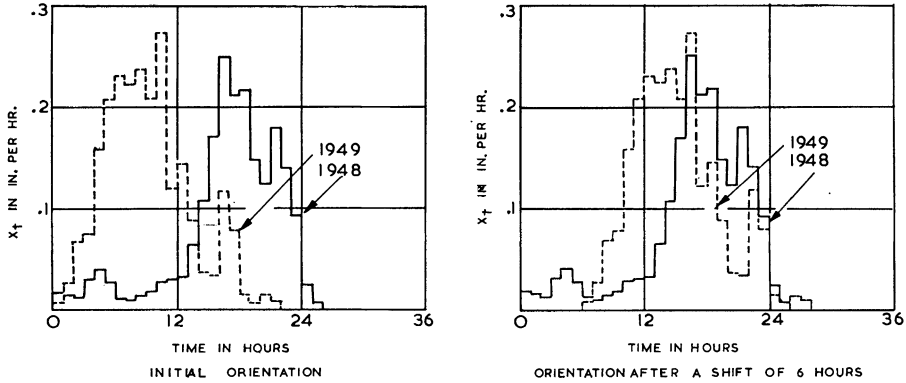 .3
.2
.1
X_t IN IN. PER HR.
1949
1948
0 12 24 36
TIME IN HOURS
INITIAL ORIENTATION
.3
.2
.1
X_t IN IN. PER HR.
1949
1948
0 12 24 36
TIME IN HOURS
ORIENTATION AFTER A SHIFT OF 6 HOURS